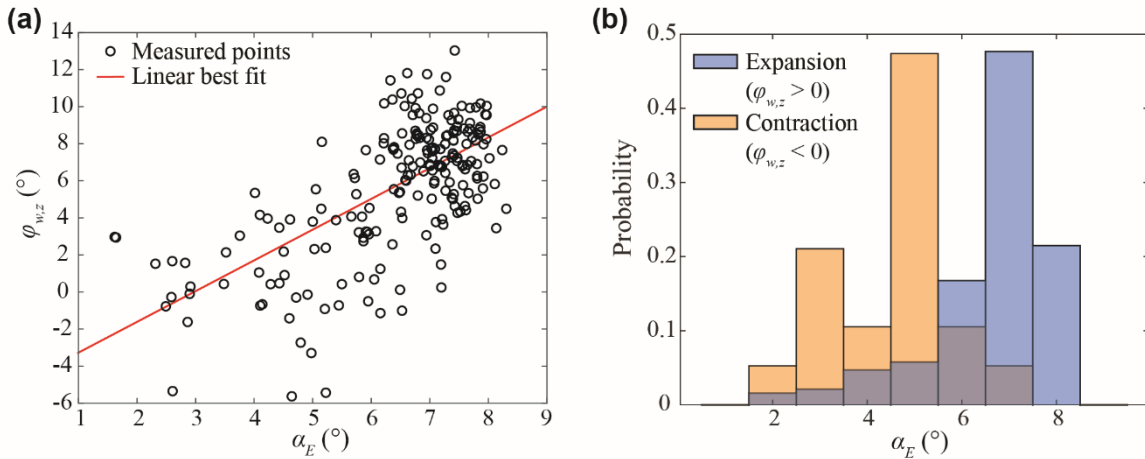 (a)
14
12
10
8
6
4
2
0
-2
-4
-6
φw,z (°)
Measured points
Linear best fit
1 2 3 4 5 6 7 8 9
αE (°)
(b)
0.5
0.4
0.3
0.2
0.1
0
Probability
Expansion
(φw,z > 0)
Contraction
(φw,z < 0)
2 4 6 8
αE (°)